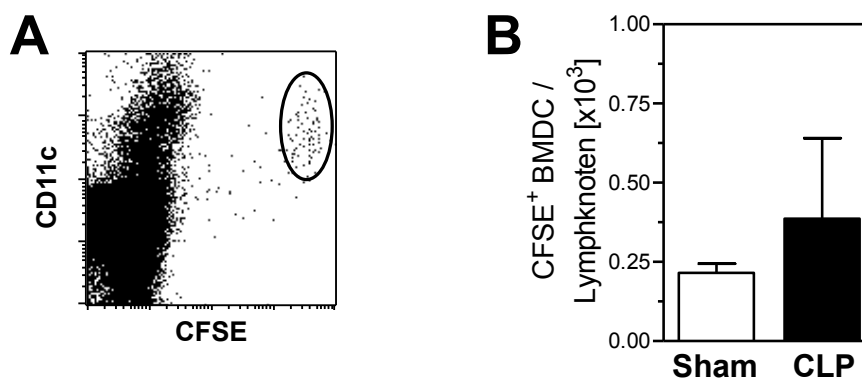 A
CD11c
CFSE
B
CFSE+ BMDC /
Lymphknoten [x10³]
1.00
0.75
0.50
0.25
0.00
Sham CLP